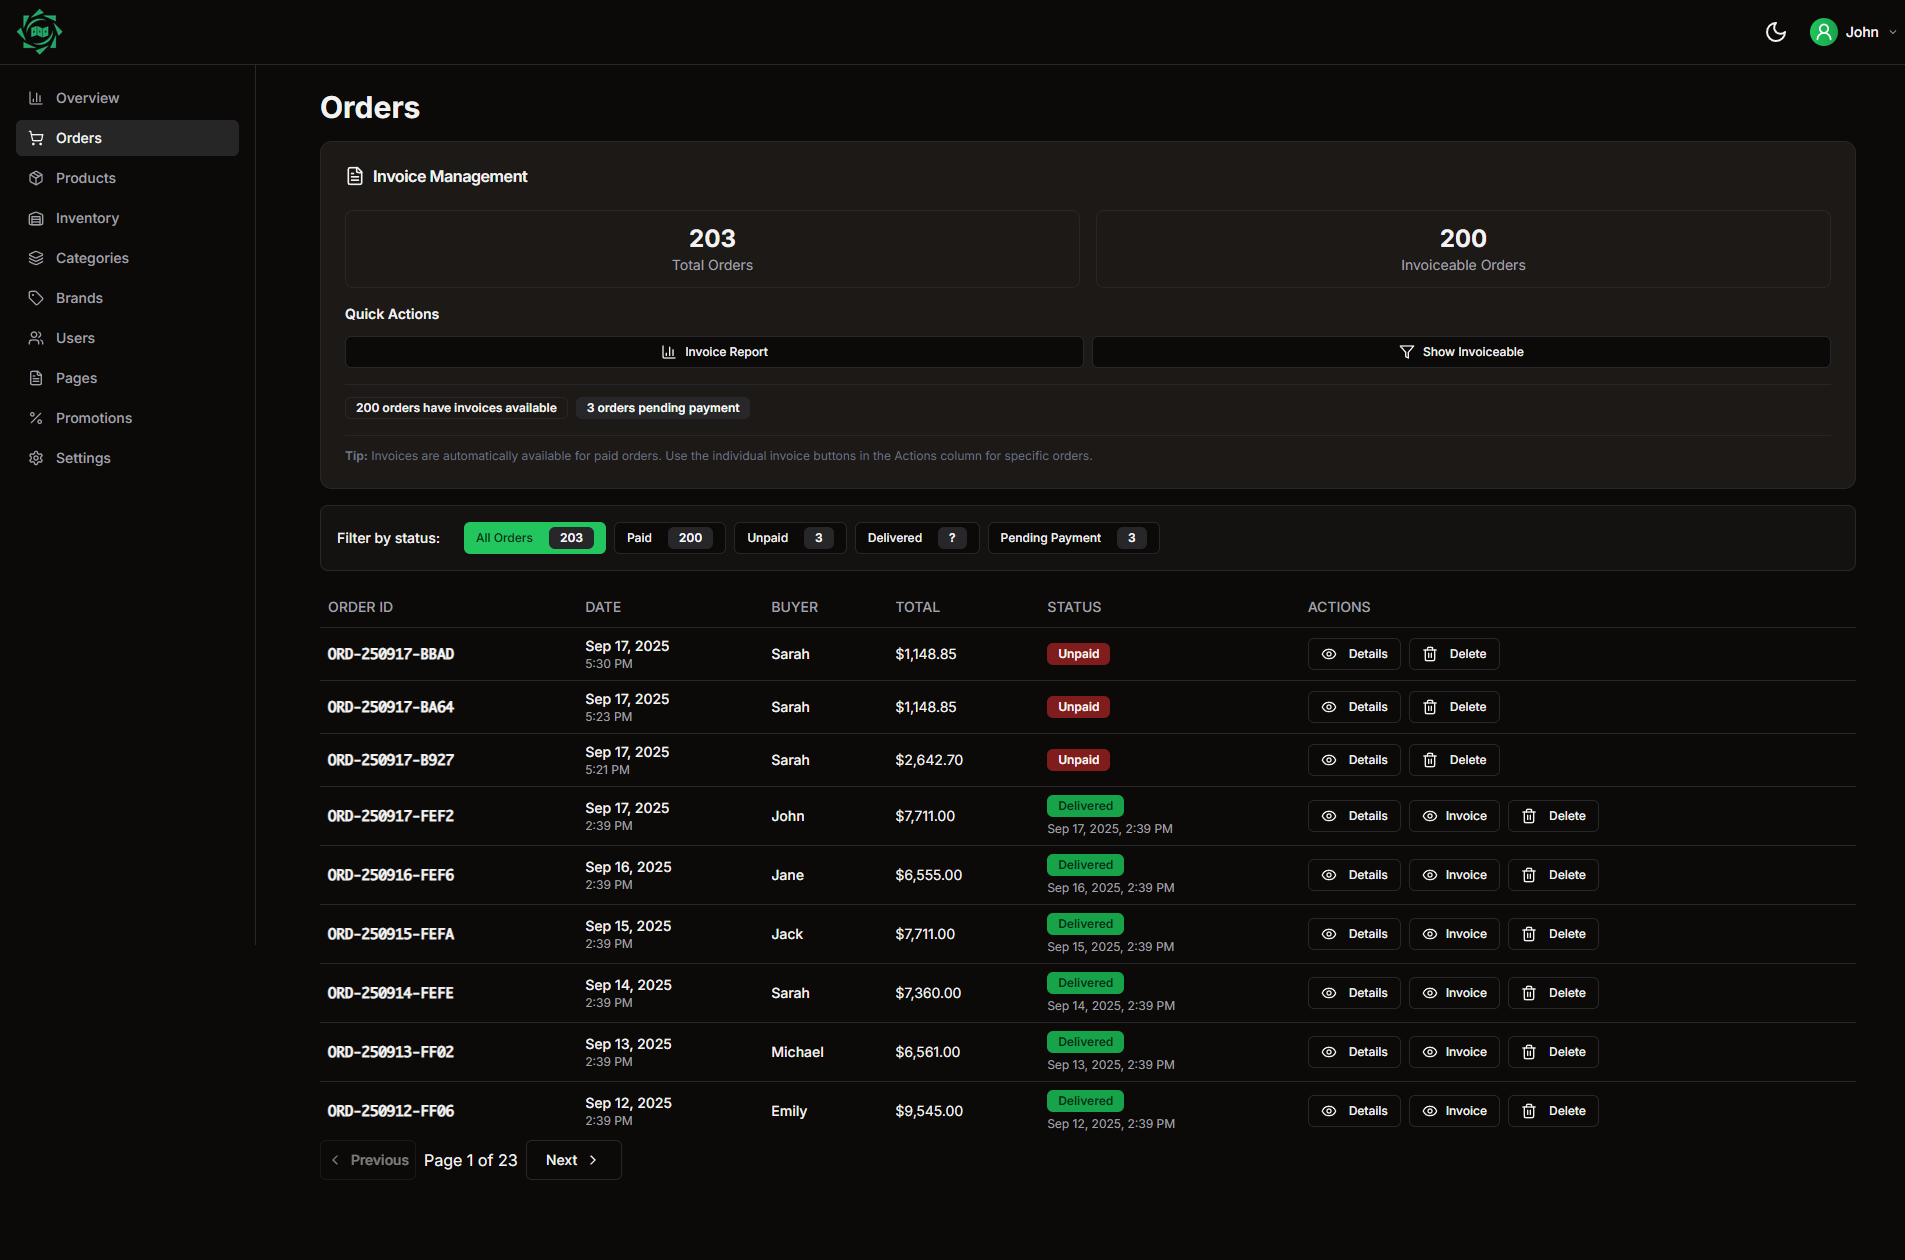 John
Overview
Orders
Products
Inventory
Categories
Brands
Users
Pages
Promotions
Settings
Orders
Invoice Management
203
Total Orders
200
Invoiceable Orders
Quick Actions
Invoice Report
Show Invoiceable
200 orders have invoices available
3 orders pending payment
Tip: Invoices are automatically available for paid orders. Use the individual invoice buttons in the Actions column for specific orders.
Filter by status: All Orders 203 Paid 200 Unpaid 3 Delivered ? Pending Payment 3
ORDER ID DATE BUYER TOTAL STATUS ACTIONS
ORD-250917-BBAD Sep 17, 2025 5:30 PM Sarah $1,148.85 Unpaid Details Delete
ORD-250917-BA64 Sep 17, 2025 5:23 PM Sarah $1,148.85 Unpaid Details Delete
ORD-250917-B927 Sep 17, 2025 5:21 PM Sarah $2,642.70 Unpaid Details Delete
ORD-250917-FEF2 Sep 17, 2025 2:39 PM John $7,711.00 Delivered Sep 17, 2025, 2:39 PM Details Invoice Delete
ORD-250916-FEF6 Sep 16, 2025 2:39 PM Jane $6,555.00 Delivered Sep 16, 2025, 2:39 PM Details Invoice Delete
ORD-250915-FEFA Sep 15, 2025 2:39 PM Jack $7,711.00 Delivered Sep 15, 2025, 2:39 PM Details Invoice Delete
ORD-250914-FEFE Sep 14, 2025 2:39 PM Sarah $7,360.00 Delivered Sep 14, 2025, 2:39 PM Details Invoice Delete
ORD-250913-FF02 Sep 13, 2025 2:39 PM Michael $6,561.00 Delivered Sep 13, 2025, 2:39 PM Details Invoice Delete
ORD-250912-FF06 Sep 12, 2025 2:39 PM Emily $9,545.00 Delivered Sep 12, 2025, 2:39 PM Details Invoice Delete
Previous Page 1 of 23 Next